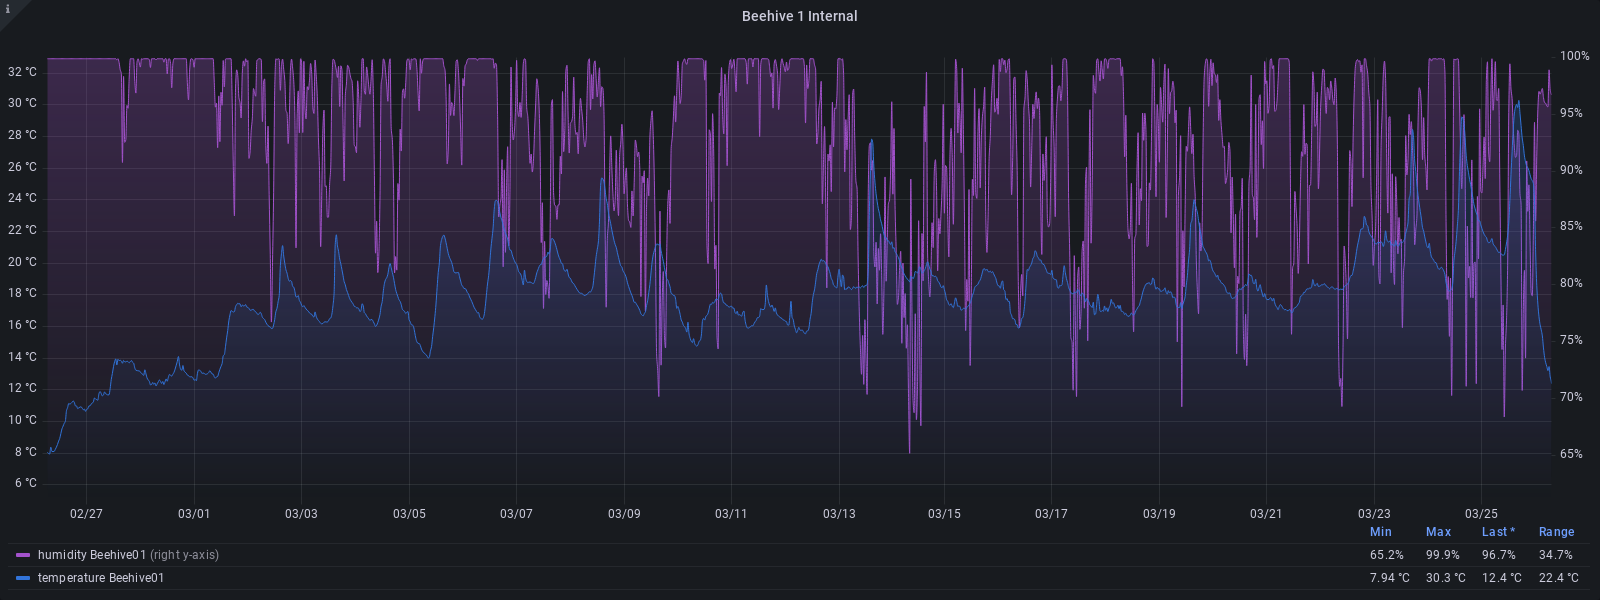 i
Beehive 1 Internal
32 °C
30 °C
28 °C
26 °C
24 °C
22 °C
20 °C
18 °C
16 °C
14 °C
12 °C
10 °C
8 °C
6 °C
100%
95%
90%
85%
80%
75%
70%
65%
02/27 03/01 03/03 03/05 03/07 03/09 03/11 03/13 03/15 03/17 03/19 03/21 03/23 03/25
Min Max Last * Range
humidity Beehive01 (right y-axis) 65.2% 99.9% 96.7% 34.7%
temperature Beehive01 7.94 °C 30.3 °C 12.4 °C 22.4 °C